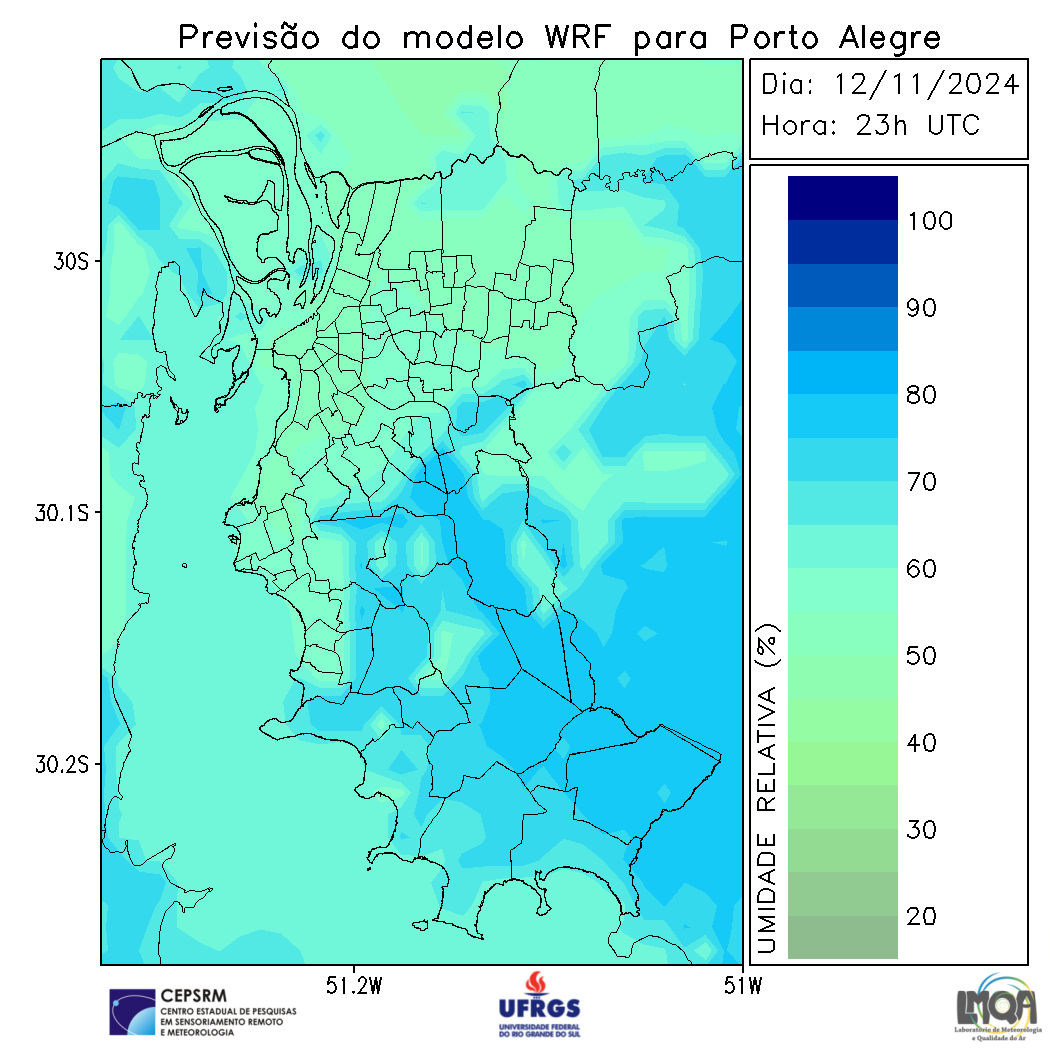 Previsão do modelo WRF para Porto Alegre
Dia: 12/11/2024
Hora: 23h UTC
30S
30.1S
30.2S
51.2W
51W
UMIDADE RELATIVA (%)
100
90
80
70
60
50
40
30
20
CEPSRM
CENTRO ESTADUAL DE PESQUISAS
EM SENSORIAMENTO REMOTO
E METEOROLOGIA
UFRGS
UNIVERSIDADE FEDERAL
DO RIO GRANDE DO SUL
LMQA
Laboratório de Meteorologia
e Qualidade do Ar